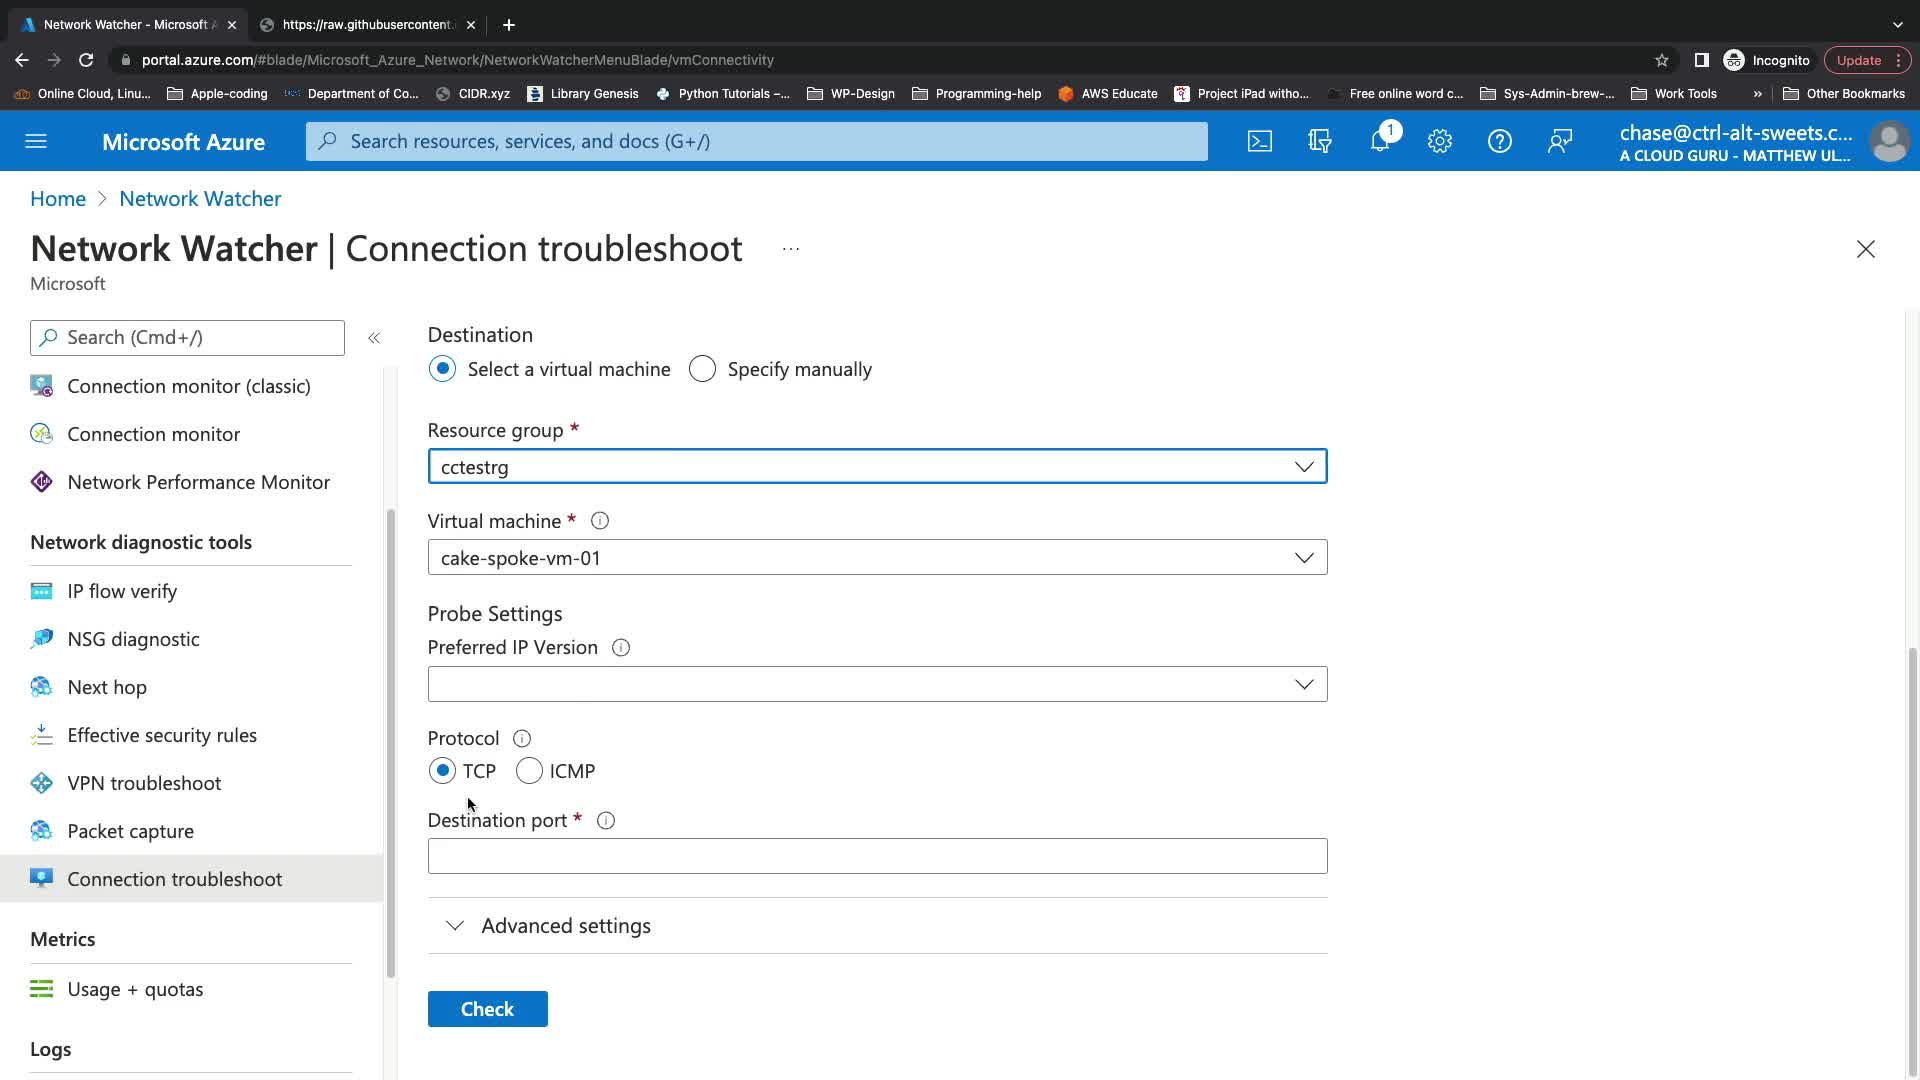 Network Watcher - Microsoft A
https://raw.githubusercontent.
portal.azure.com/#blade/Microsoft_Azure_Network/NetworkWatcherMenuBlade/vmConnectivity
Incognito
Update
Online Cloud, Linu...
Apple-coding
Department of Co...
CIDR.xyz
Library Genesis
Python Tutorials –...
WP-Design
Programming-help
AWS Educate
Project iPad witho...
Free online word c...
Sys-Admin-brew-...
Work Tools
»
Other Bookmarks
Microsoft Azure
Search resources, services, and docs (G+/)
1
chase@ctrl-alt-sweets.c...
A CLOUD GURU - MATTHEW UL...
Home > Network Watcher
Network Watcher | Connection troubleshoot ...
Microsoft
Search (Cmd+/)
«
Connection monitor (classic)
Connection monitor
Network Performance Monitor
Network diagnostic tools
IP flow verify
NSG diagnostic
Next hop
Effective security rules
VPN troubleshoot
Packet capture
Connection troubleshoot
Metrics
Usage + quotas
Logs
Destination
Select a virtual machine
Specify manually
Resource group *
cctestrg
Virtual machine *
cake-spoke-vm-01
Probe Settings
Preferred IP Version
Protocol
TCP
ICMP
Destination port *
Advanced settings
Check